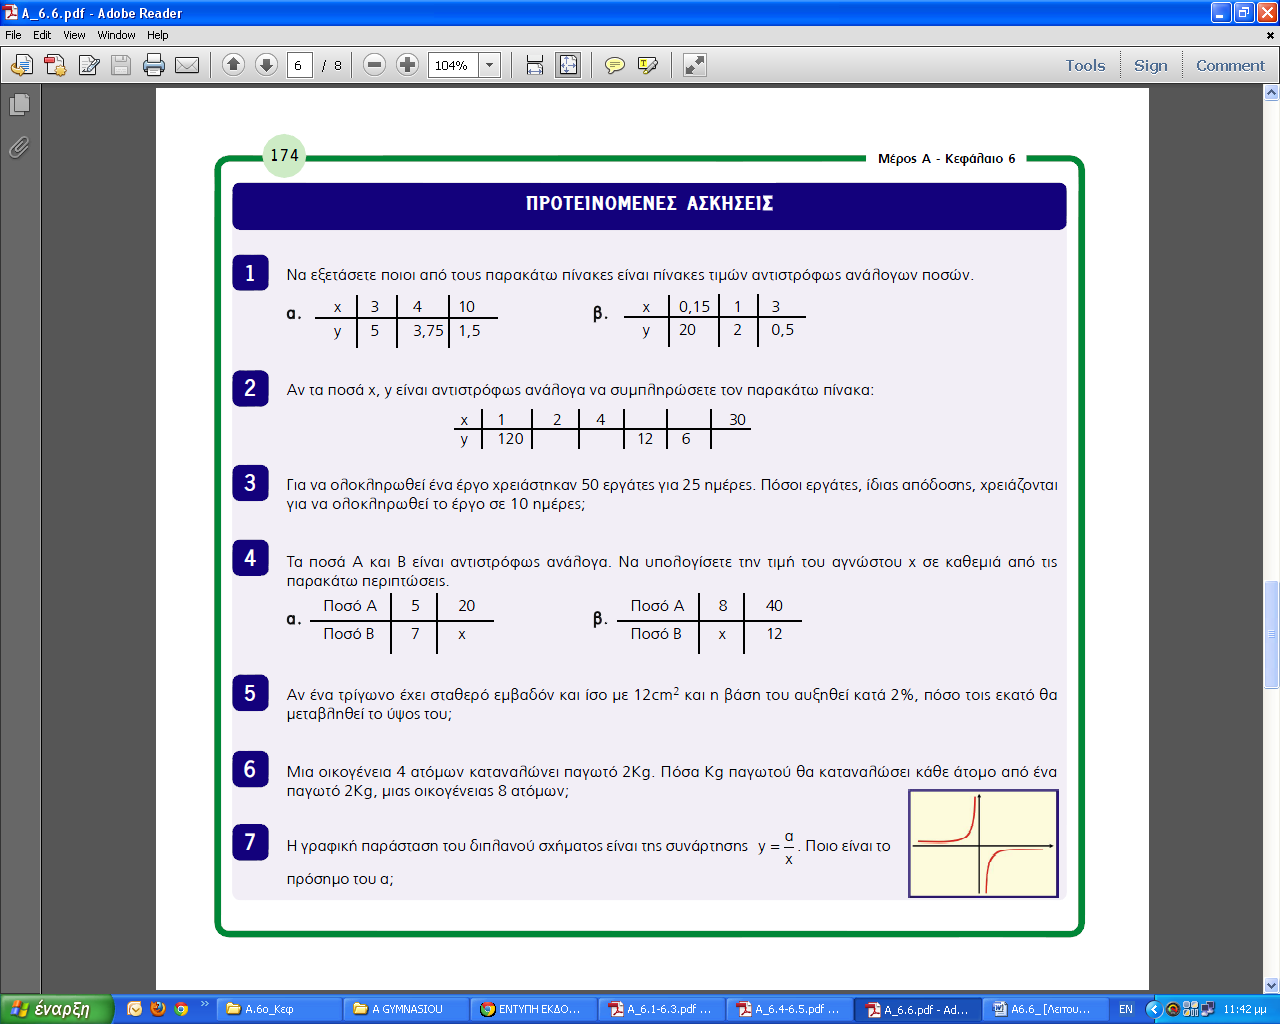 A_6.6.pdf - Adobe Reader
File Edit View Window Help
6 / 8 104% Tools Sign Comment
174
Μέρος Α - Κεφάλαιο 6
ΠΡΟΤΕΙΝΟΜΕΝΕΣ ΑΣΚΗΣΕΙΣ
1 Να εξετάσετε ποιοι από τους παρακάτω πίνακες είναι πίνακες τιμών αντιστρόφως ανάλογων ποσών.
α. x 3 4 10
y 5 3,75 1,5
β. x 0,15 1 3
y 20 2 0,5
2 Αν τα ποσά x, y είναι αντιστρόφως ανάλογα να συμπληρώσετε τον παρακάτω πίνακα:
x 1 2 4 30
y 120 12 6
3 Για να ολοκληρωθεί ένα έργο χρειάστηκαν 50 εργάτες για 25 ημέρες. Πόσοι εργάτες, ίδιας απόδοσης, χρειάζονται
για να ολοκληρωθεί το έργο σε 10 ημέρες;
4 Τα ποσά Α και Β είναι αντιστρόφως ανάλογα. Να υπολογίσετε την τιμή του αγνώστου x σε καθεμιά από τις
παρακάτω περιπτώσεις.
α. Ποσό Α 5 20
Ποσό Β 7 x
β. Ποσό Α 8 40
Ποσό Β x 12
5 Αν ένα τρίγωνο έχει σταθερό εμβαδόν και ίσο με 12cm² και η βάση του αυξηθεί κατά 2%, πόσο τοις εκατό θα
μεταβληθεί το ύψος του;
6 Μια οικογένεια 4 ατόμων καταναλώνει παγωτό 2Kg. Πόσα Kg παγωτού θα καταναλώσει κάθε άτομο από ένα
παγωτό 2Kg, μιας οικογένειας 8 ατόμων;
7 Η γραφική παράσταση του διπλανού σχήματος είναι της συνάρτησης y = α/x. Ποιο είναι το
πρόσημο του α;
έναρξη A.6ο_Κεφ A GYMNASIOU ΕΝΤΥΠΗ ΕΚΔΟ... A_6.1-6.3.pdf ... A_6.4-6.5.pdf ... A_6.6.pdf - Ad... A6.6_ [Λειτου... EN 11:42 μμ